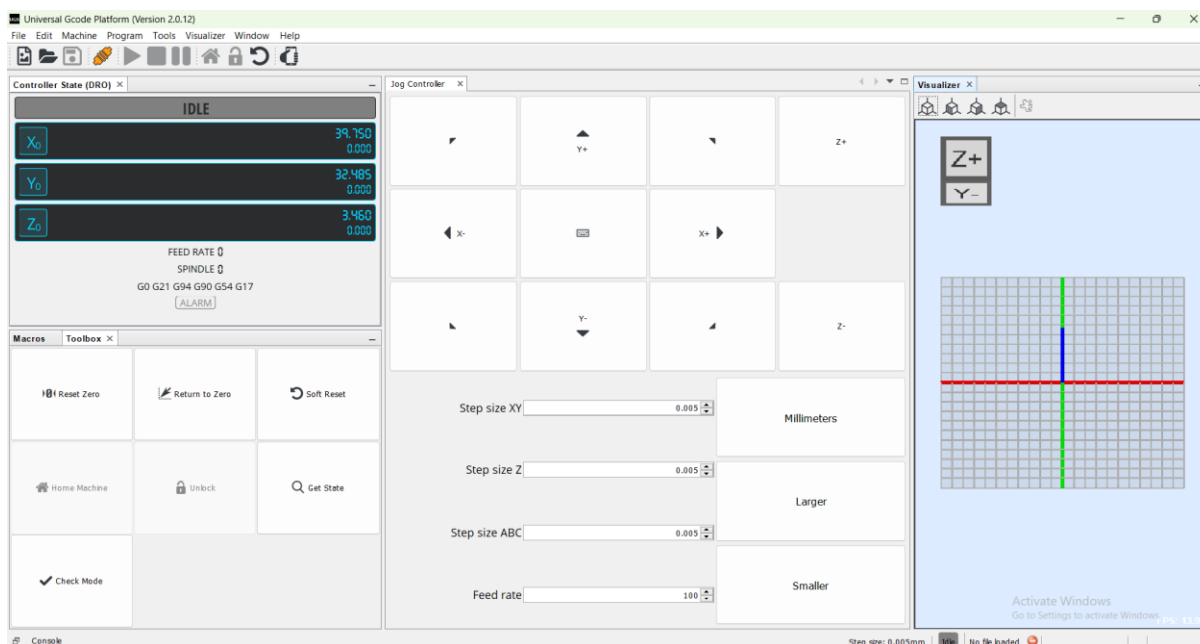 Universal Gcode Platform (Version 2.0.12)
File Edit Machine Program Tools Visualizer Window Help
Controller State (DRO)
IDLE
X0 39.750
0.000
Y0 32.485
0.000
Z0 3.460
0.000
FEED RATE 0
SPINDLE 0
G0 G21 G94 G90 G54 G17
ALARM
Macros Toolbox
Reset Zero Return to Zero Soft Reset
Home Machine Unlock Get State
Check Mode
Jog Controller
Y+ Z+
X- X+
Y- Z-
Step size XY 0.005
Millimeters
Step size Z 0.005
Larger
Step size ABC 0.005
Smaller
Feed rate 100
Visualizer
Z+
Y-
Activate Windows
Go to Settings to activate Windows.
Console Step size: 0.005mm Idle No file loaded